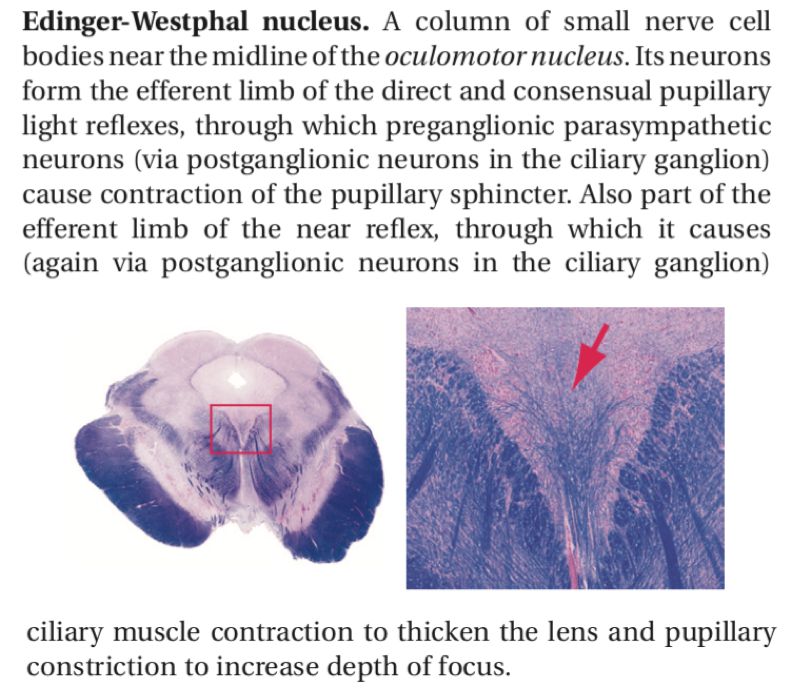 Edinger-Westphal nucleus. A column of small nerve cell
bodies near the midline of the oculomotor nucleus. Its neurons
form the efferent limb of the direct and consensual pupillary
light reflexes, through which preganglionic parasympathetic
neurons (via postganglionic neurons in the ciliary ganglion)
cause contraction of the pupillary sphincter. Also part of the
efferent limb of the near reflex, through which it causes
(again via postganglionic neurons in the ciliary ganglion)
ciliary muscle contraction to thicken the lens and pupillary
constriction to increase depth of focus.